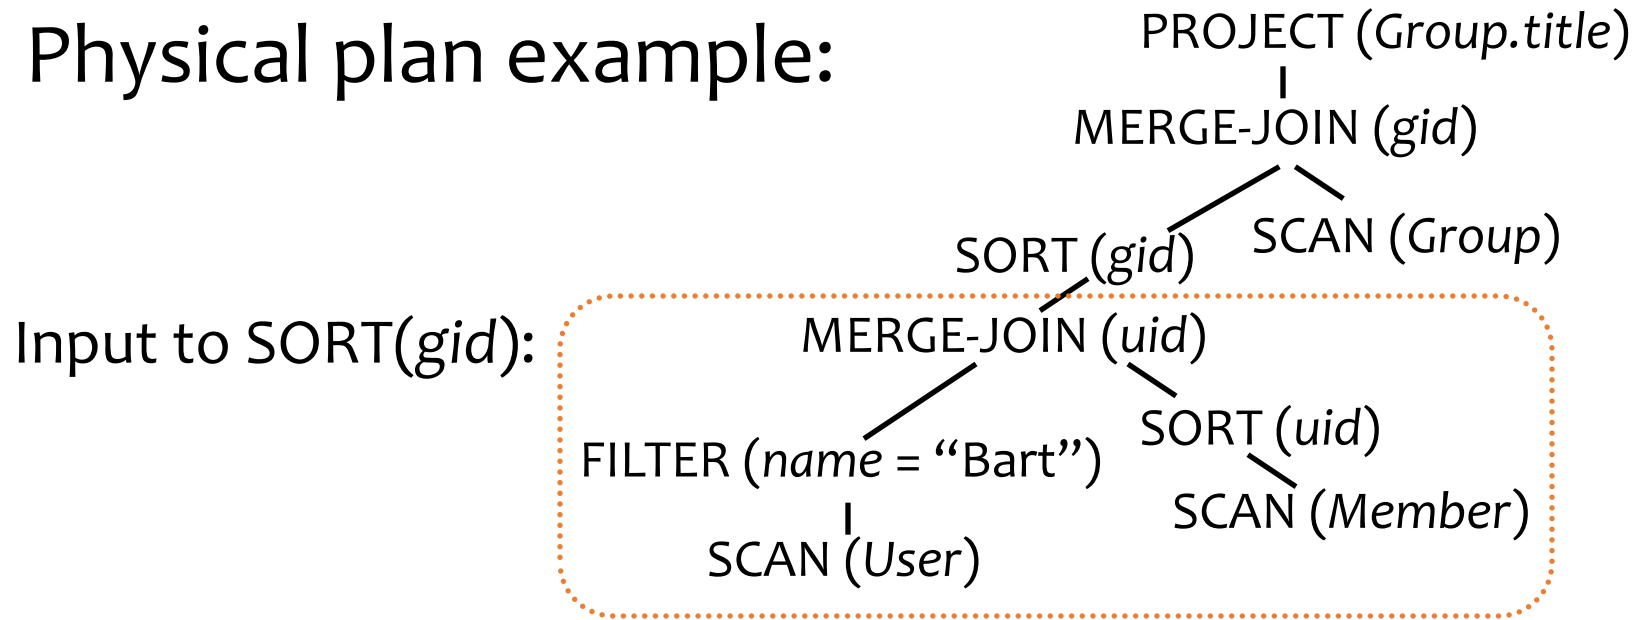 Physical plan example:
PROJECT (Group.title)
MERGE-JOIN (gid)
SCAN (Group)
SORT (gid)
Input to SORT(gid):
MERGE-JOIN (uid)
SORT (uid)
FILTER (name = “Bart”)
SCAN (Member)
SCAN (User)